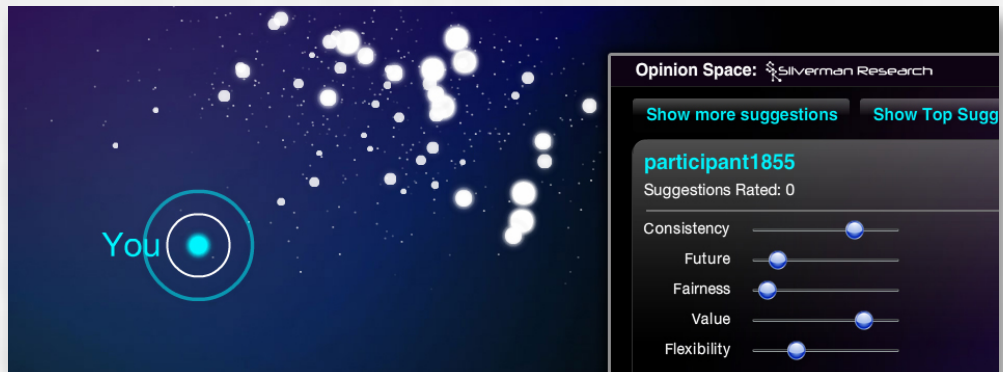 You
Opinion Space: Silverman Research
Show more suggestions Show Top Sugg
participant1855
Suggestions Rated: 0
Consistency
Future
Fairness
Value
Flexibility